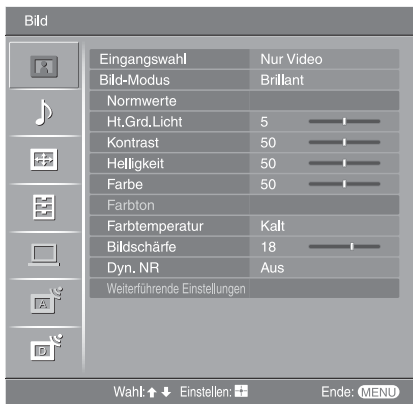 Bild
Eingangswahl Nur Video
Bild-Modus Brillant
Normwerte
Ht.Grd.Licht 5
Kontrast 50
Helligkeit 50
Farbe 50
Farbton
Farbtemperatur Kalt
Bildschärfe 18
Dyn. NR Aus
Weiterführende Einstellungen
A
D
Wahl: Einstellen: Ende: MENU